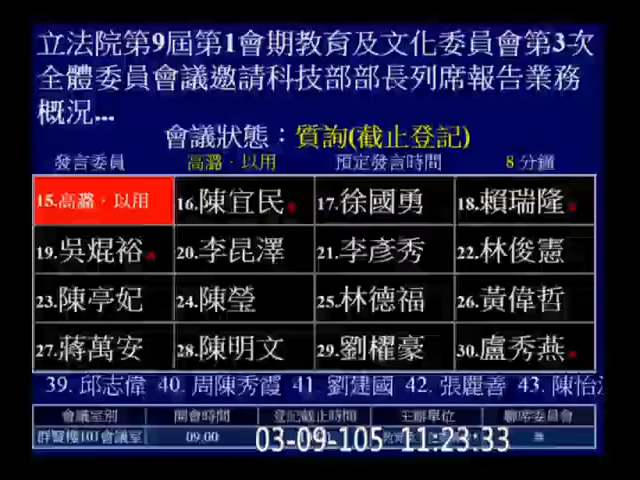 立法院第9屆第1會期教育及文化委員會第3次
全體委員會議邀請科技部部長列席報告業務
概況...
會議狀態：質詢(截止登記)
發言委員 高潞．以用 預定發言時間 8 分鐘
15.高潞．以用 16.陳宜民 17.徐國勇 18.賴瑞隆
19.吳焜裕 20.李昆澤 21.李彥秀 22.林俊憲
23.陳亭妃 24.陳瑩 25.林德福 26.黃偉哲
27.蔣萬安 28.陳明文 29.劉櫂豪 30.盧秀燕
39. 邱志偉 40. 周陳秀霞 41. 劉建國 42. 張麗善 43. 陳怡
會議室別 開會時間 登記截止時間 主辦單位 聯席委員會
群賢樓101會議室 09:00 無
03-09-105 11:23:33